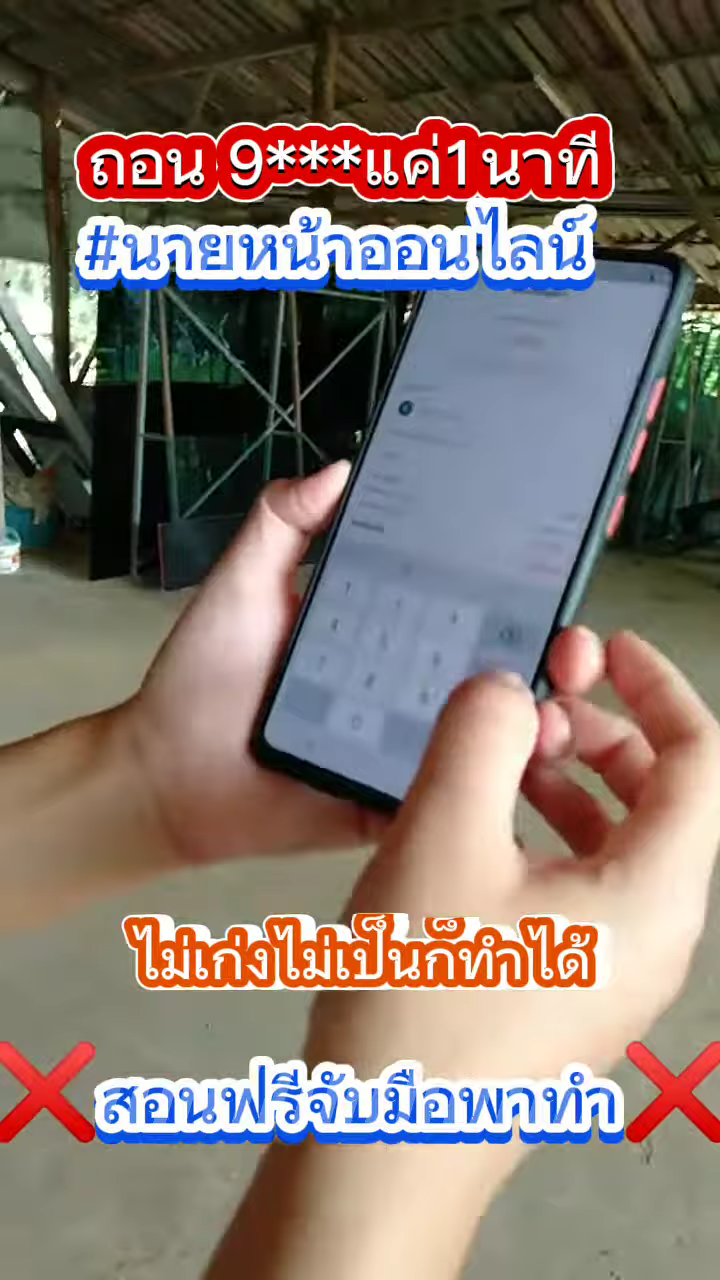 ถอน 9***แค่1นาที
#นายหน้าออนไลน์
ไม่เก่งไม่เป็นก็ทำได้
❌สอนฟรีจับมือพาทำ❌